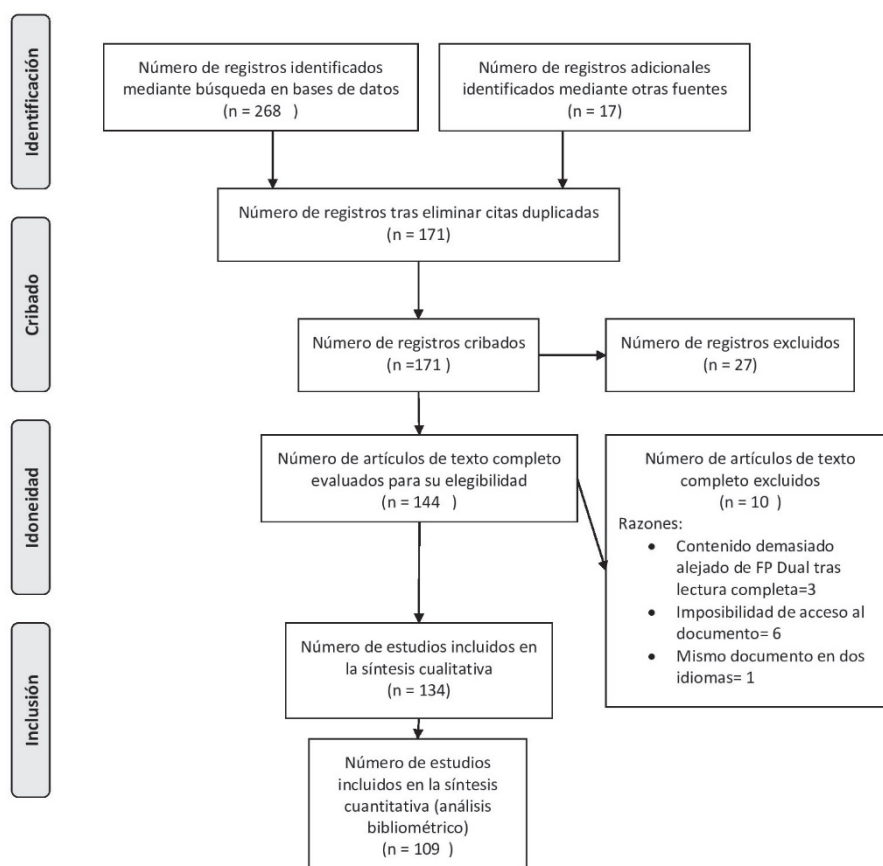 Identificación
Número de registros identificados
mediante búsqueda en bases de datos
(n = 268 )
Número de registros adicionales
identificados mediante otras fuentes
(n = 17)
Número de registros tras eliminar citas duplicadas
(n = 171)
Cribado
Número de registros cribados
(n =171 )
Número de registros excluidos
(n = 27)
Idoneidad
Número de artículos de texto completo
evaluados para su elegibilidad
(n = 144 )
Número de artículos de texto
completo excluidos
(n = 10 )
Razones:
• Contenido demasiado
alejado de FP Dual tras
lectura completa=3
• Imposibilidad de acceso al
documento= 6
• Mismo documento en dos
idiomas= 1
Inclusión
Número de estudios incluidos en
la síntesis cualitativa
(n = 134)
Número de estudios
incluidos en la síntesis
cuantitativa (análisis
bibliométrico)
(n = 109 )